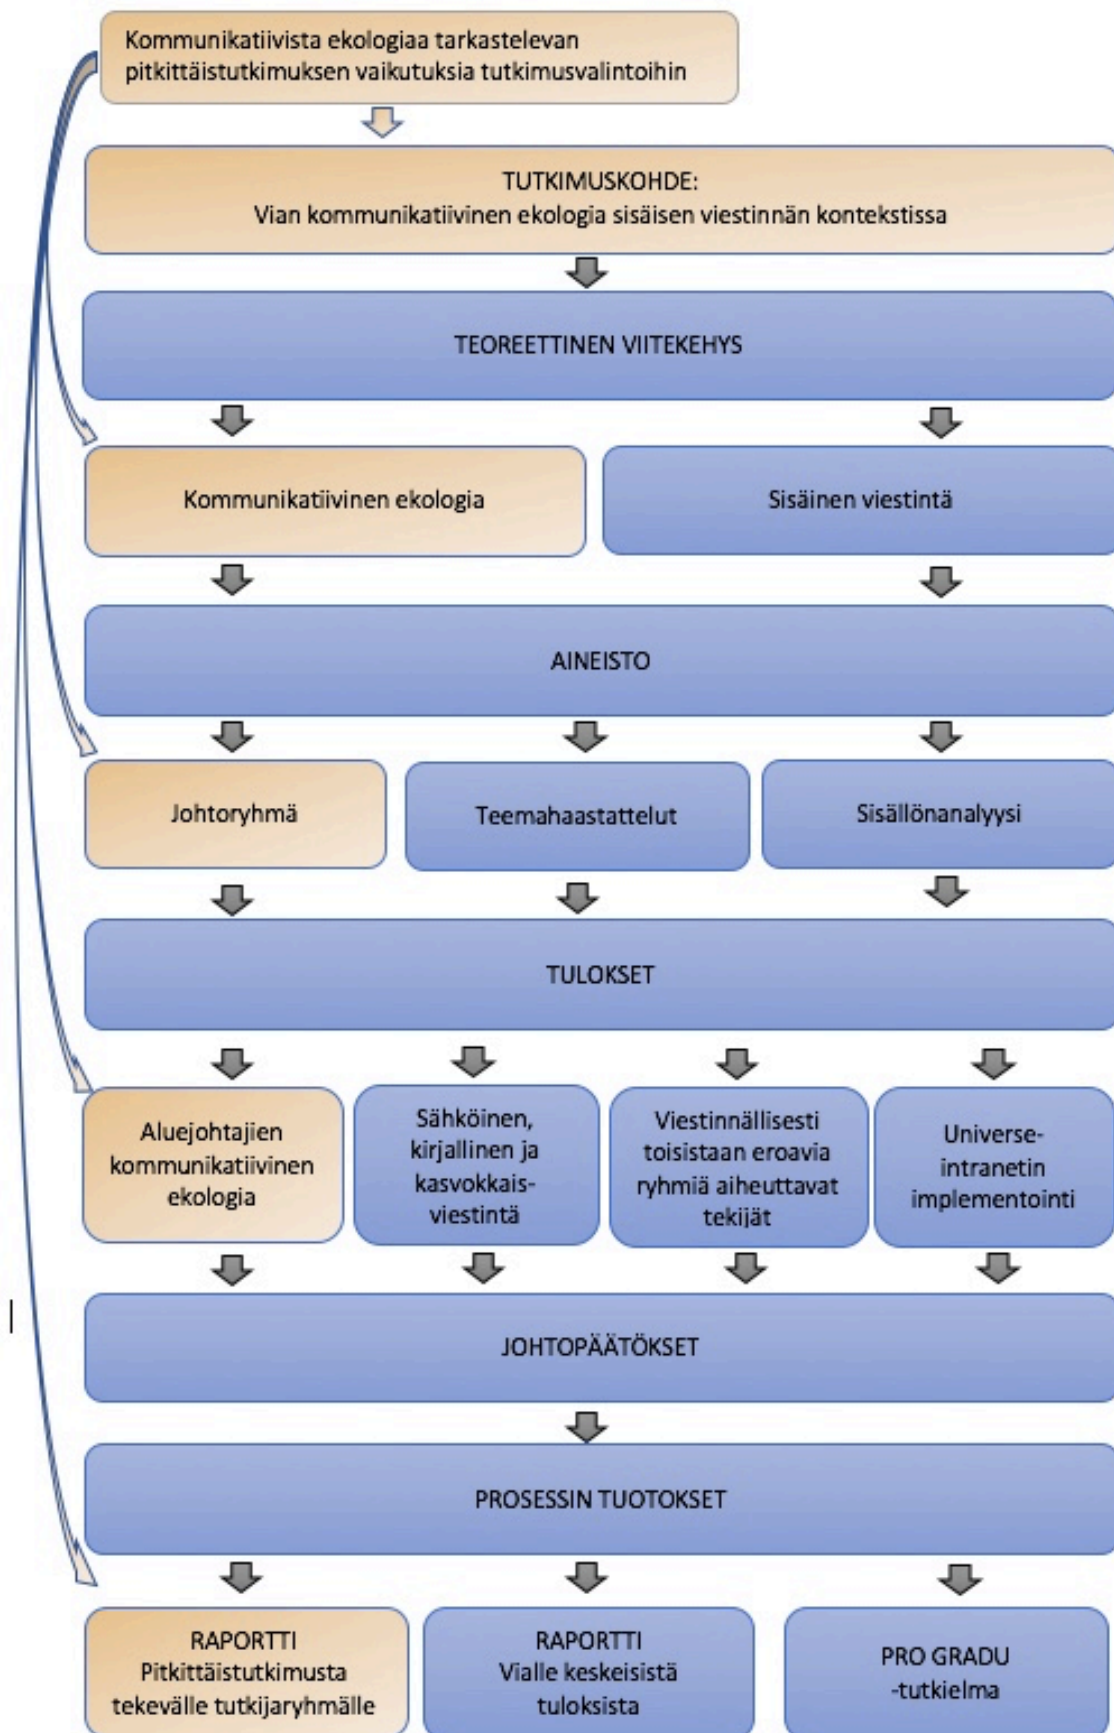 Kommunikatiivista ekologiaa tarkastelevan
pitkittäistutkimuksen vaikutuksia tutkimusvalintoihin
TUTKIMUSKOHDE:
Vian kommunikatiivinen ekologia sisäisen viestinnän kontekstissa
TEOREETTINEN VIITEKEHYS
Kommunikatiivinen ekologia
Sisäinen viestintä
AINEISTO
Johtoryhmä
Teemahaastattelut
Sisällönanalyysi
TULOKSET
Aluejohtajien
kommunikatiivinen
ekologia
Sähköinen,
kirjallinen ja
kasvokkais-
viestintä
Viestinnällisesti
toisistaan eroavia
ryhmiä aiheuttavat
tekijät
Universe-
intranetin
implementointi
JOHTOPÄÄTÖKSET
PROSESSIN TUOTOKSET
RAPORTTI
Pitkittäistutkimusta
tekevälle tutkijaryhmälle
RAPORTTI
Vialle keskeisistä
tuloksista
PRO GRADU
-tutkielma